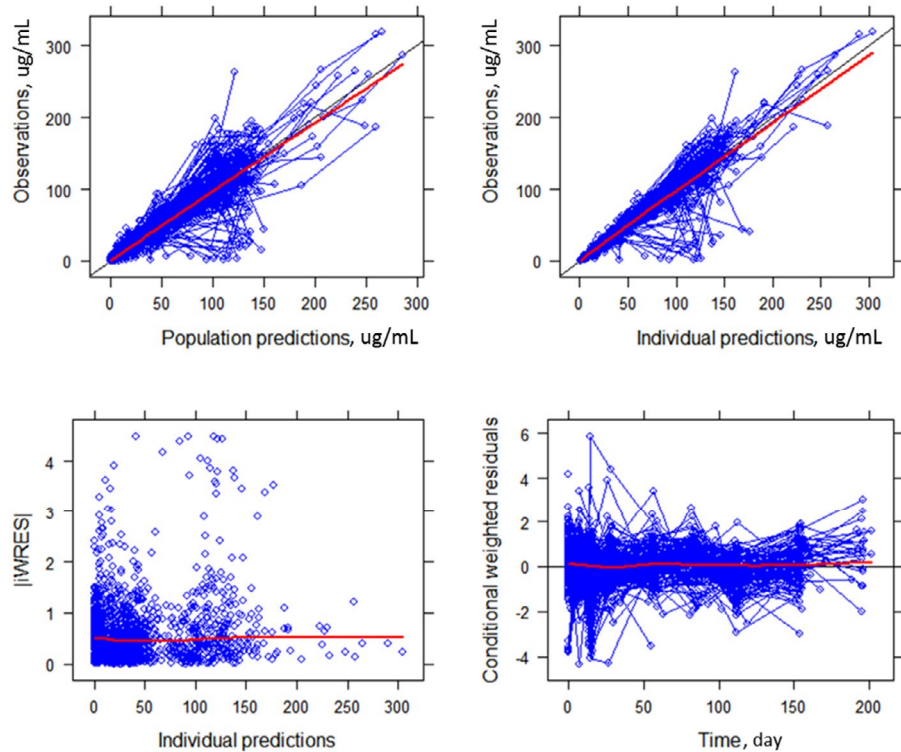 Observations, ug/mL
300
200
100
0
0 50 100 150 200 250 300
Population predictions, ug/mL
Observations, ug/mL
300
200
100
0
0 50 100 150 200 250 300
Individual predictions, ug/mL
|iWRES|
4
3
2
1
0
0 50 100 150 200 250 300
Individual predictions
Conditional weighted residuals
6
4
2
0
-2
-4
0 50 100 150 200
Time, day